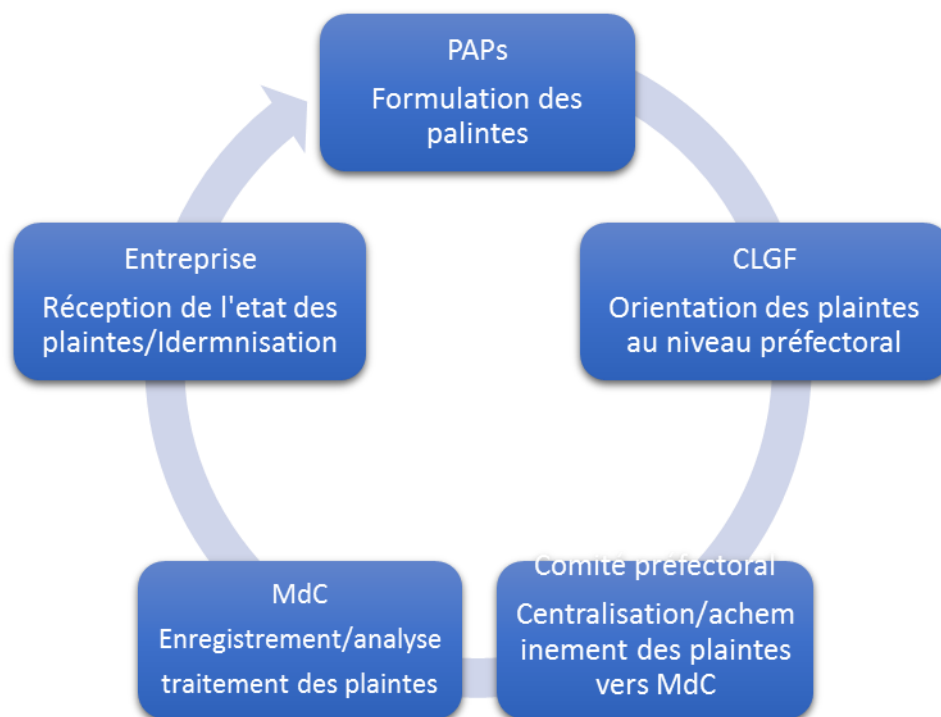 PAPs
Formulation des
palintes
CLGF
Orientation des plaintes
au niveau préfectoral
Comité préfectoral
Centralisation/achem
inement des plaintes
vers MdC
MdC
Enregistrement/analyse
traitement des plaintes
Entreprise
Réception de l'etat des
plaintes/Idermnisation